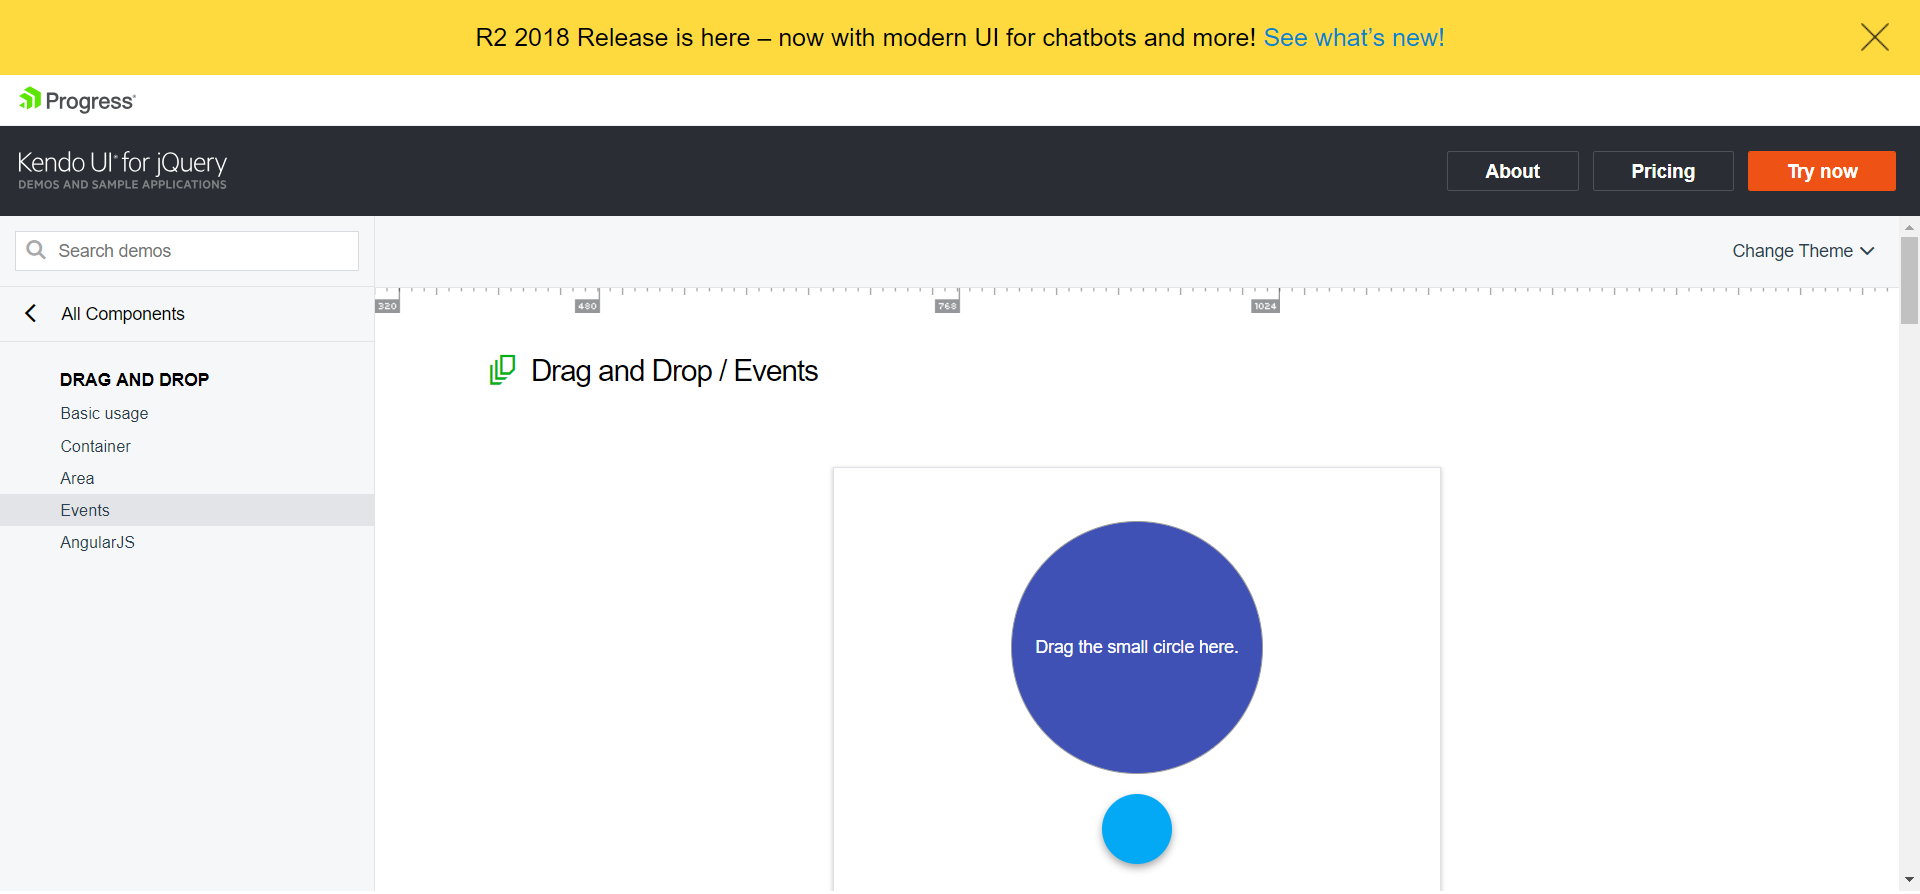 R2 2018 Release is here – now with modern UI for chatbots and more! See what’s new!
Progress
Kendo UI® for jQuery
DEMOS AND SAMPLE APPLICATIONS
About
Pricing
Try now
Search demos
Change Theme
320
480
768
1024
All Components
Drag and Drop / Events
DRAG AND DROP
Basic usage
Container
Area
Events
AngularJS
Drag the small circle here.